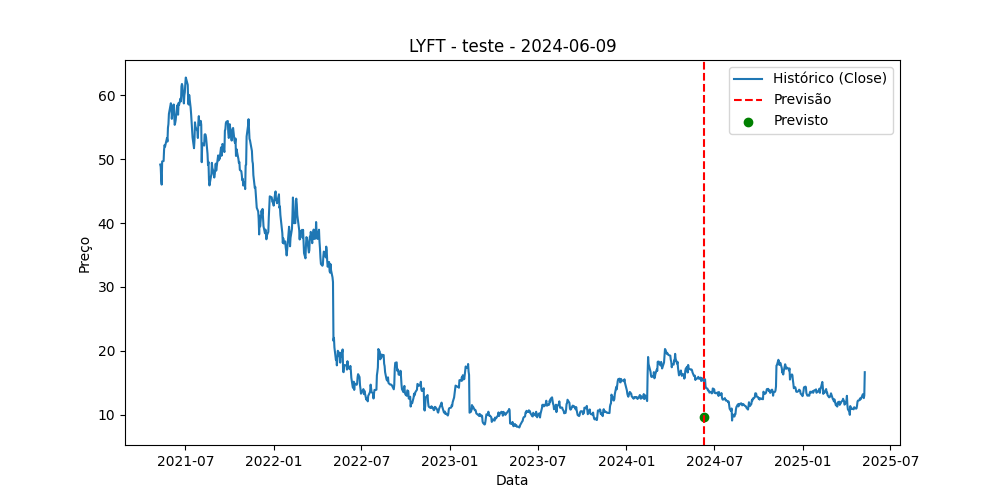 LYFT - teste - 2024-06-09
Histórico (Close)
Previsão
Previsto
Preço
60
50
40
30
20
10
2021-07 2022-01 2022-07 2023-01 2023-07 2024-01 2024-07 2025-01 2025-07
Data